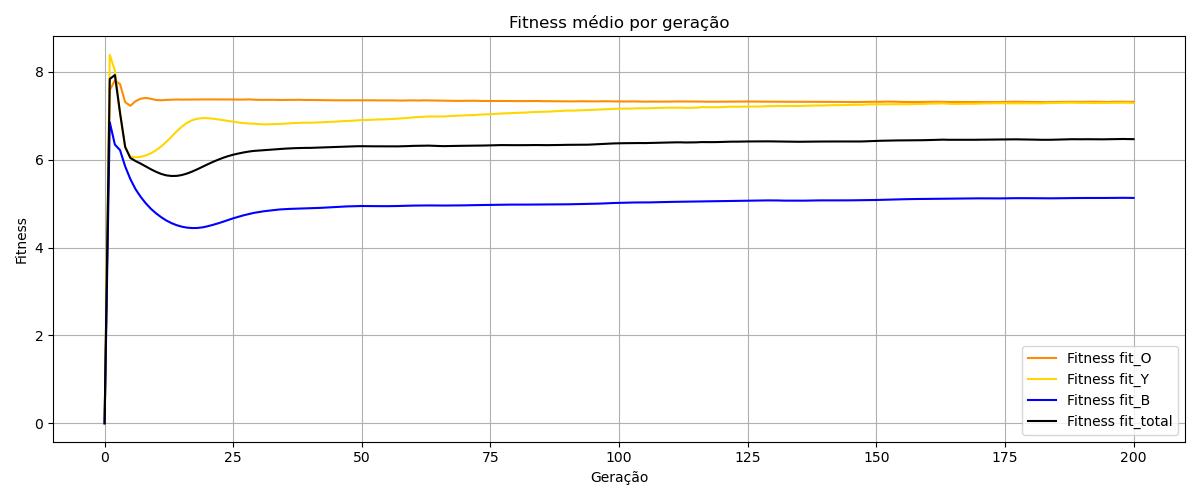 Fitness médio por geração
Fitness
8
6
4
2
0
0 25 50 75 100 125 150 175 200
Geração
Fitness fit_O
Fitness fit_Y
Fitness fit_B
Fitness fit_total